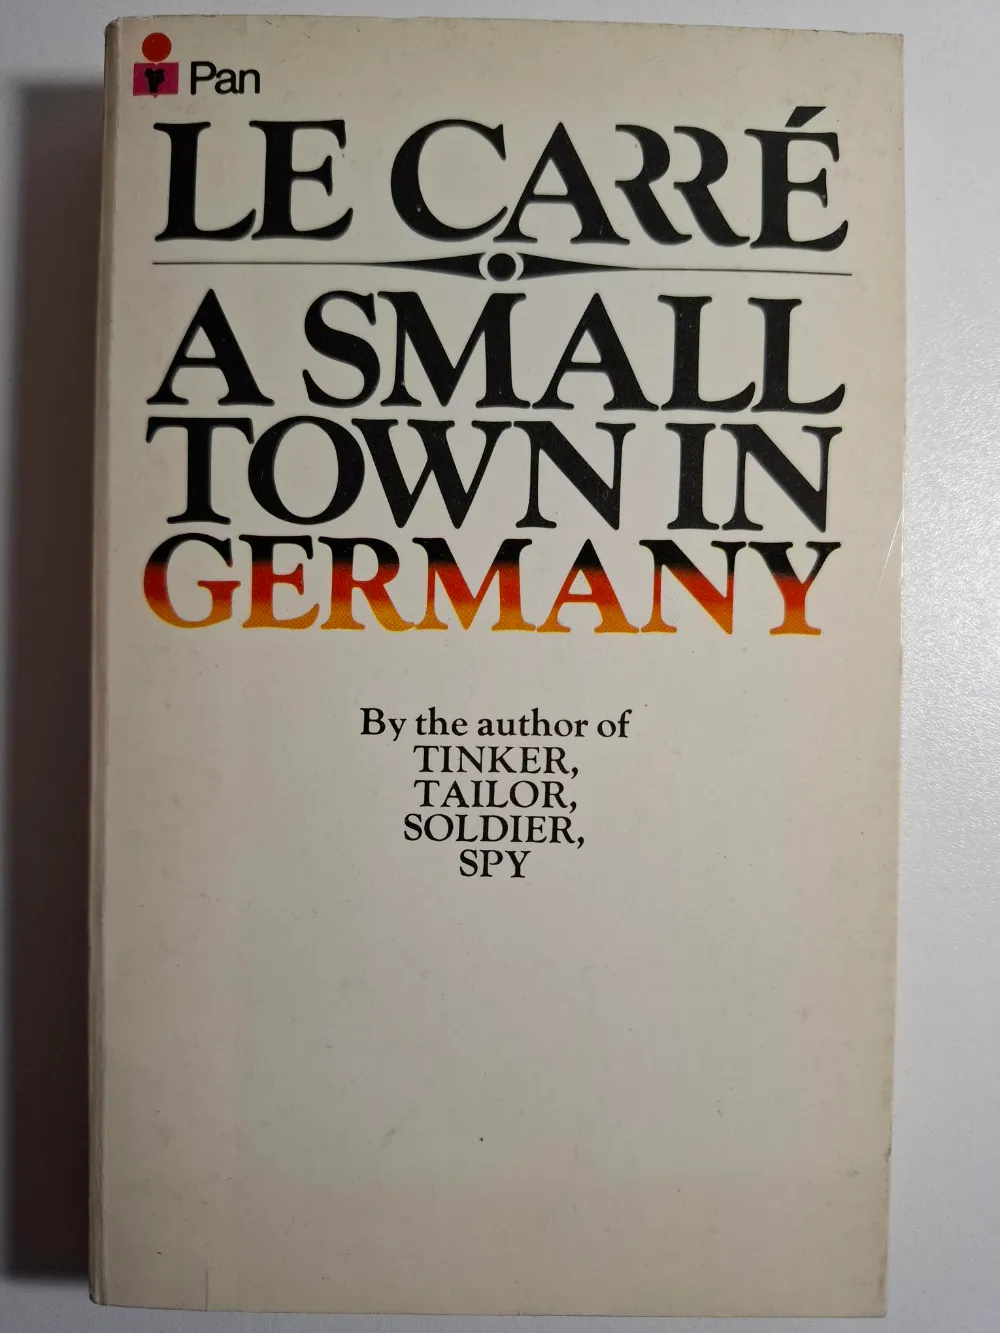 Pan
LE CARRÉ
A SMALL
TOWN IN
GERMANY
By the author of
TINKER,
TAILOR,
SOLDIER,
SPY